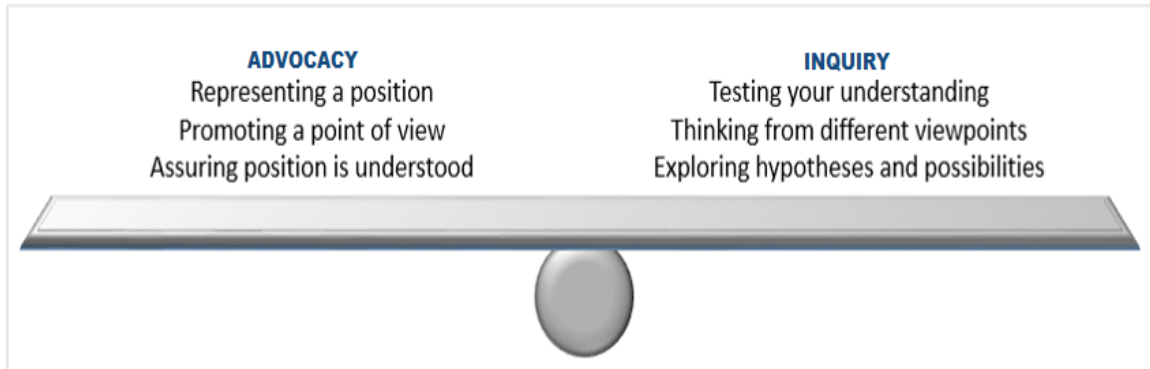 ADVOCACY
Representing a position
Promoting a point of view
Assuring position is understood
INQUIRY
Testing your understanding
Thinking from different viewpoints
Exploring hypotheses and possibilities